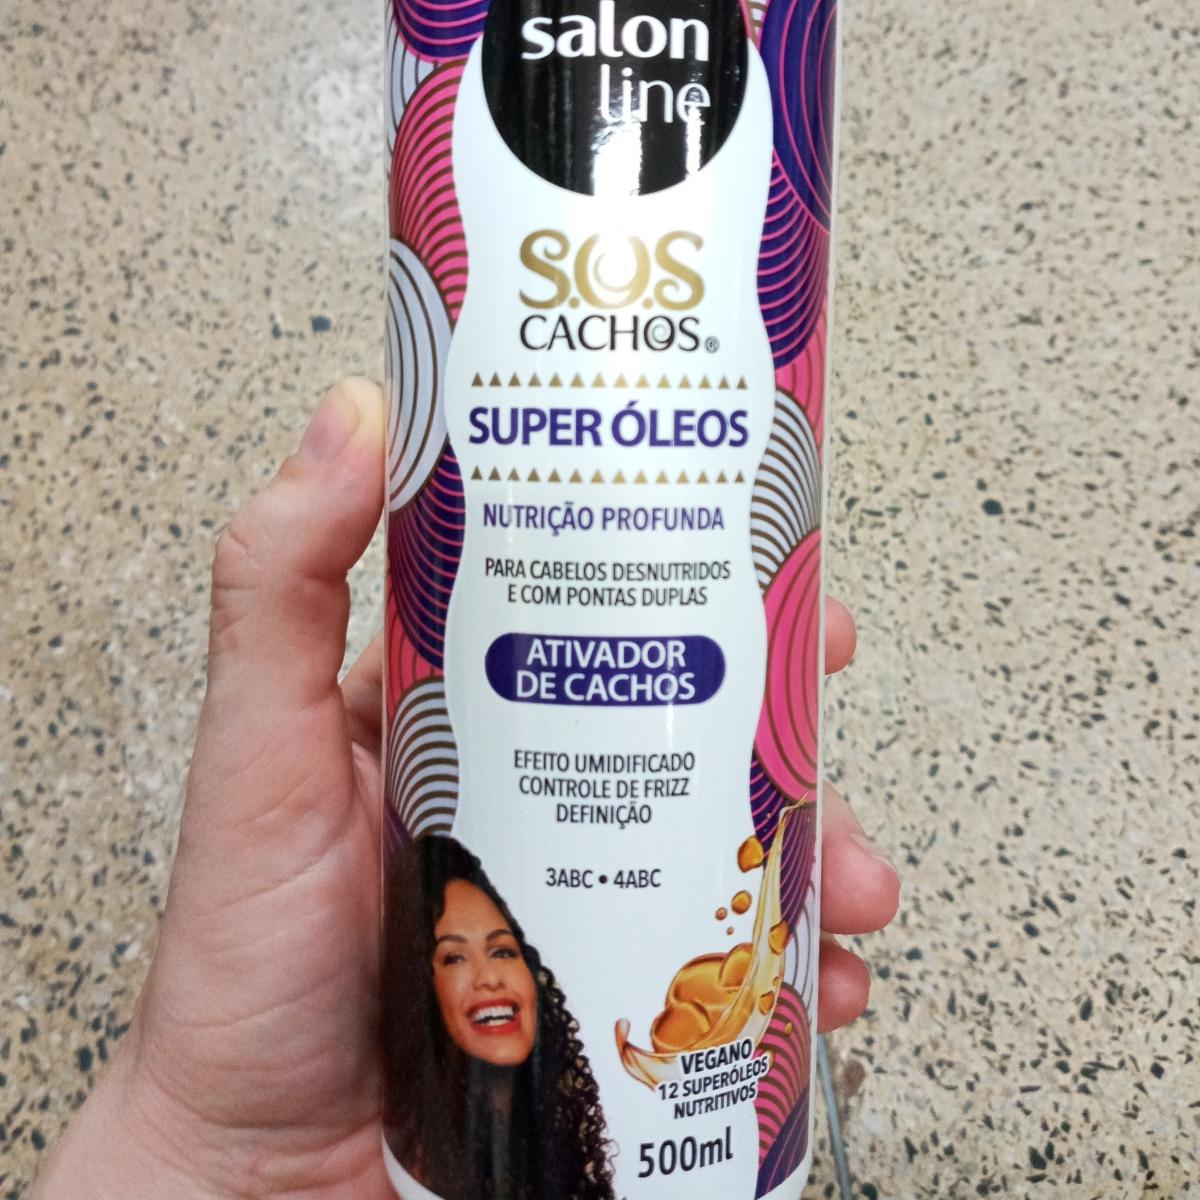 salon
line
S.O.S
CACHOS®
SUPER ÓLEOS
NUTRIÇÃO PROFUNDA
PARA CABELOS DESNUTRIDOS
E COM PONTAS DUPLAS
ATIVADOR
DE CACHOS
EFEITO UMIDIFICADO
CONTROLE DE FRIZZ
DEFINIÇÃO
3ABC • 4ABC
VEGANO
12 SUPERÓLEOS
NUTRITIVOS
500ml